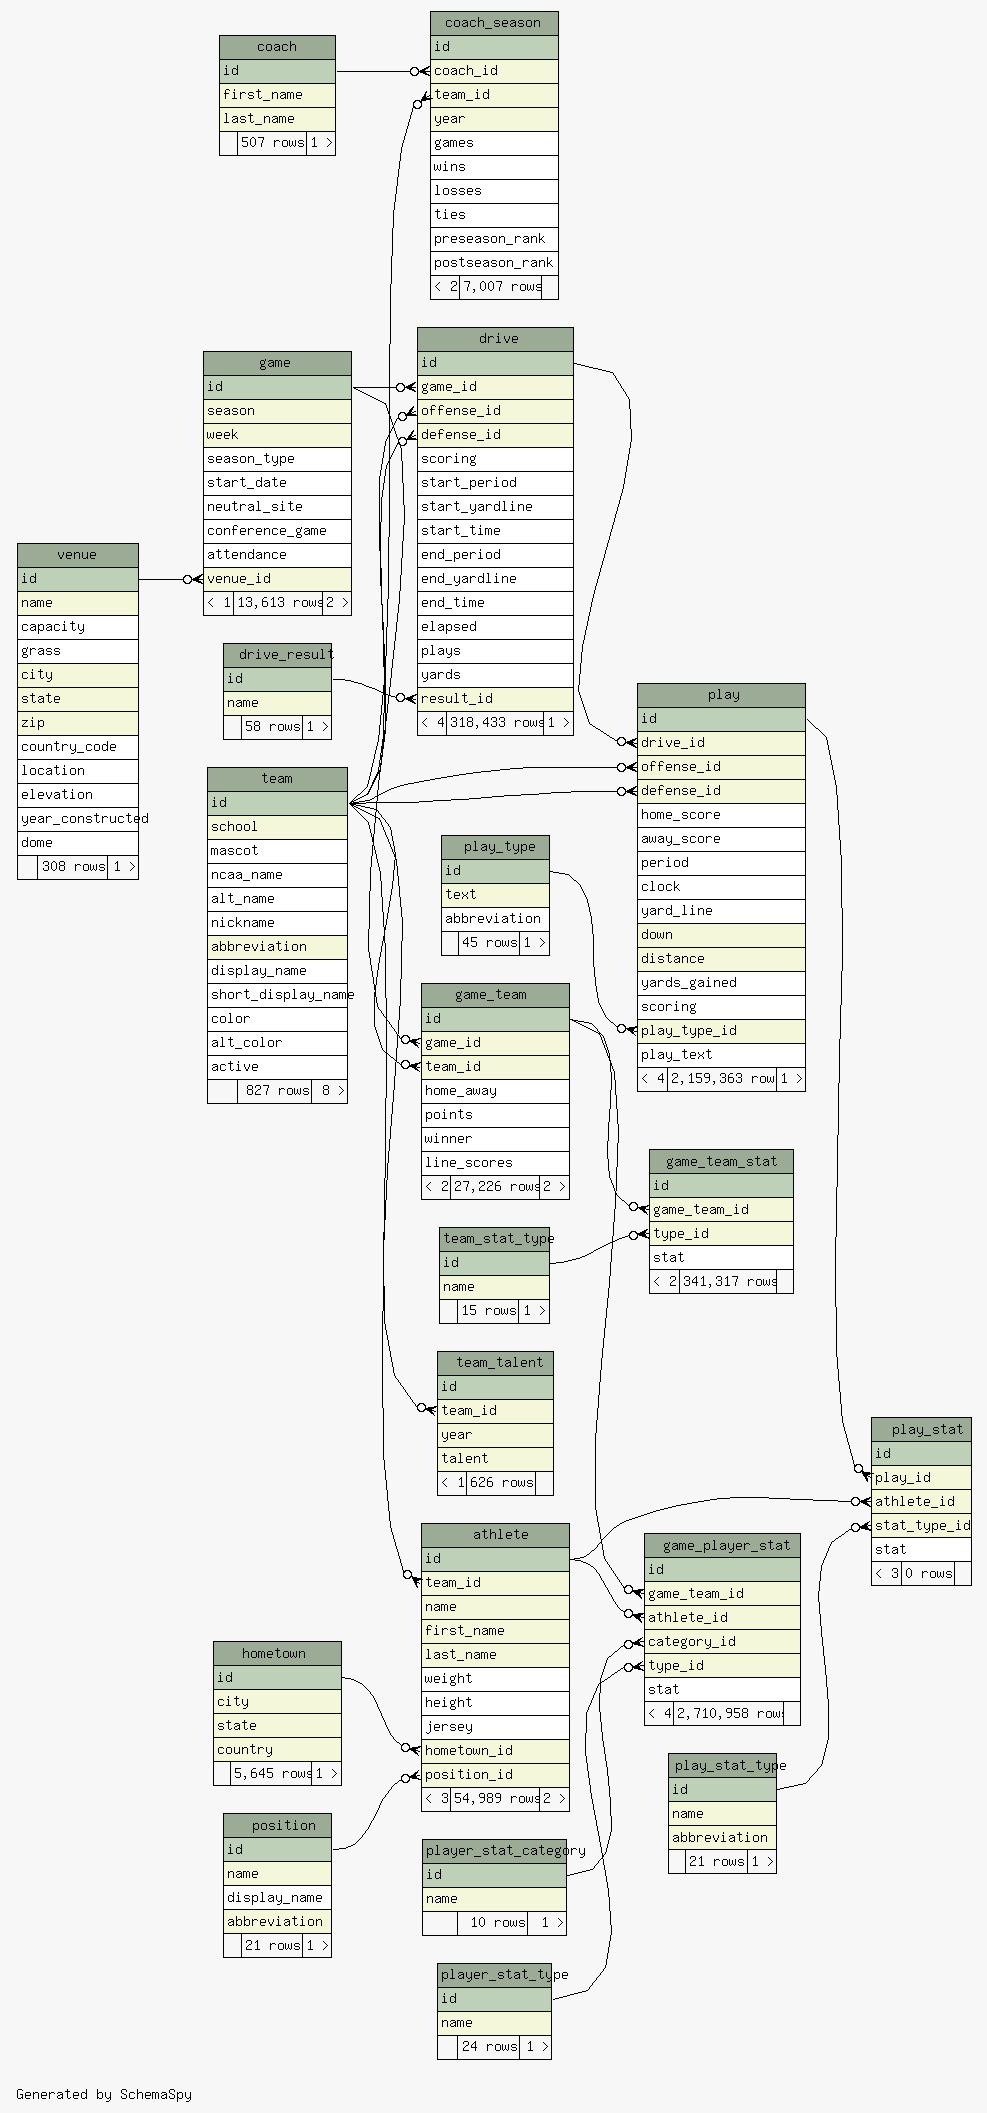 coach_season
id
coach_id
team_id
year
games
wins
losses
ties
preseason_rank
postseason_rank
< 2 7,007 rows
coach
id
first_name
last_name
507 rows 1 >
drive
id
game_id
offense_id
defense_id
scoring
start_period
start_yardline
start_time
end_period
end_yardline
end_time
elapsed
plays
yards
result_id
< 4 318,433 rows 1 >
game
id
season
week
season_type
start_date
neutral_site
conference_game
attendance
venue_id
< 1 13,613 rows 2 >
venue
id
name
capacity
grass
city
state
zip
country_code
location
elevation
year_constructed
dome
308 rows 1 >
drive_result
id
name
58 rows 1 >
play
id
drive_id
offense_id
defense_id
home_score
away_score
period
clock
yard_line
down
distance
yards_gained
scoring
play_type_id
play_text
< 4 2,159,363 row 1 >
team
id
school
mascot
ncaa_name
alt_name
nickname
abbreviation
display_name
short_display_name
color
alt_color
active
827 rows 8 >
play_type
id
text
abbreviation
45 rows 1 >
game_team
id
game_id
team_id
home_away
points
winner
line_scores
< 2 27,226 rows 2 >
game_team_stat
id
game_team_id
type_id
stat
< 2 341,317 rows
team_stat_type
id
name
15 rows 1 >
team_talent
id
team_id
year
talent
< 1 626 rows
play_stat
id
play_id
athlete_id
stat_type_id
stat
< 3 0 rows
athlete
id
team_id
name
first_name
last_name
weight
height
jersey
hometown_id
position_id
< 3 54,989 rows 2 >
game_player_stat
id
game_team_id
athlete_id
category_id
type_id
stat
< 4 2,710,958 rows
hometown
id
city
state
country
5,645 rows 1 >
play_stat_type
id
name
abbreviation
21 rows 1 >
position
id
name
display_name
abbreviation
21 rows 1 >
player_stat_category
id
name
10 rows 1 >
player_stat_type
id
name
24 rows 1 >
Generated by SchemaSpy